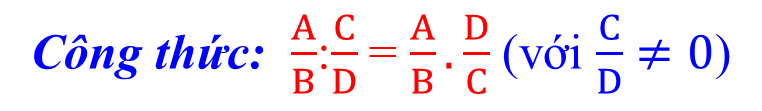 Công thức: A/B : C/D = A/B . D/C (với C/D ≠ 0)